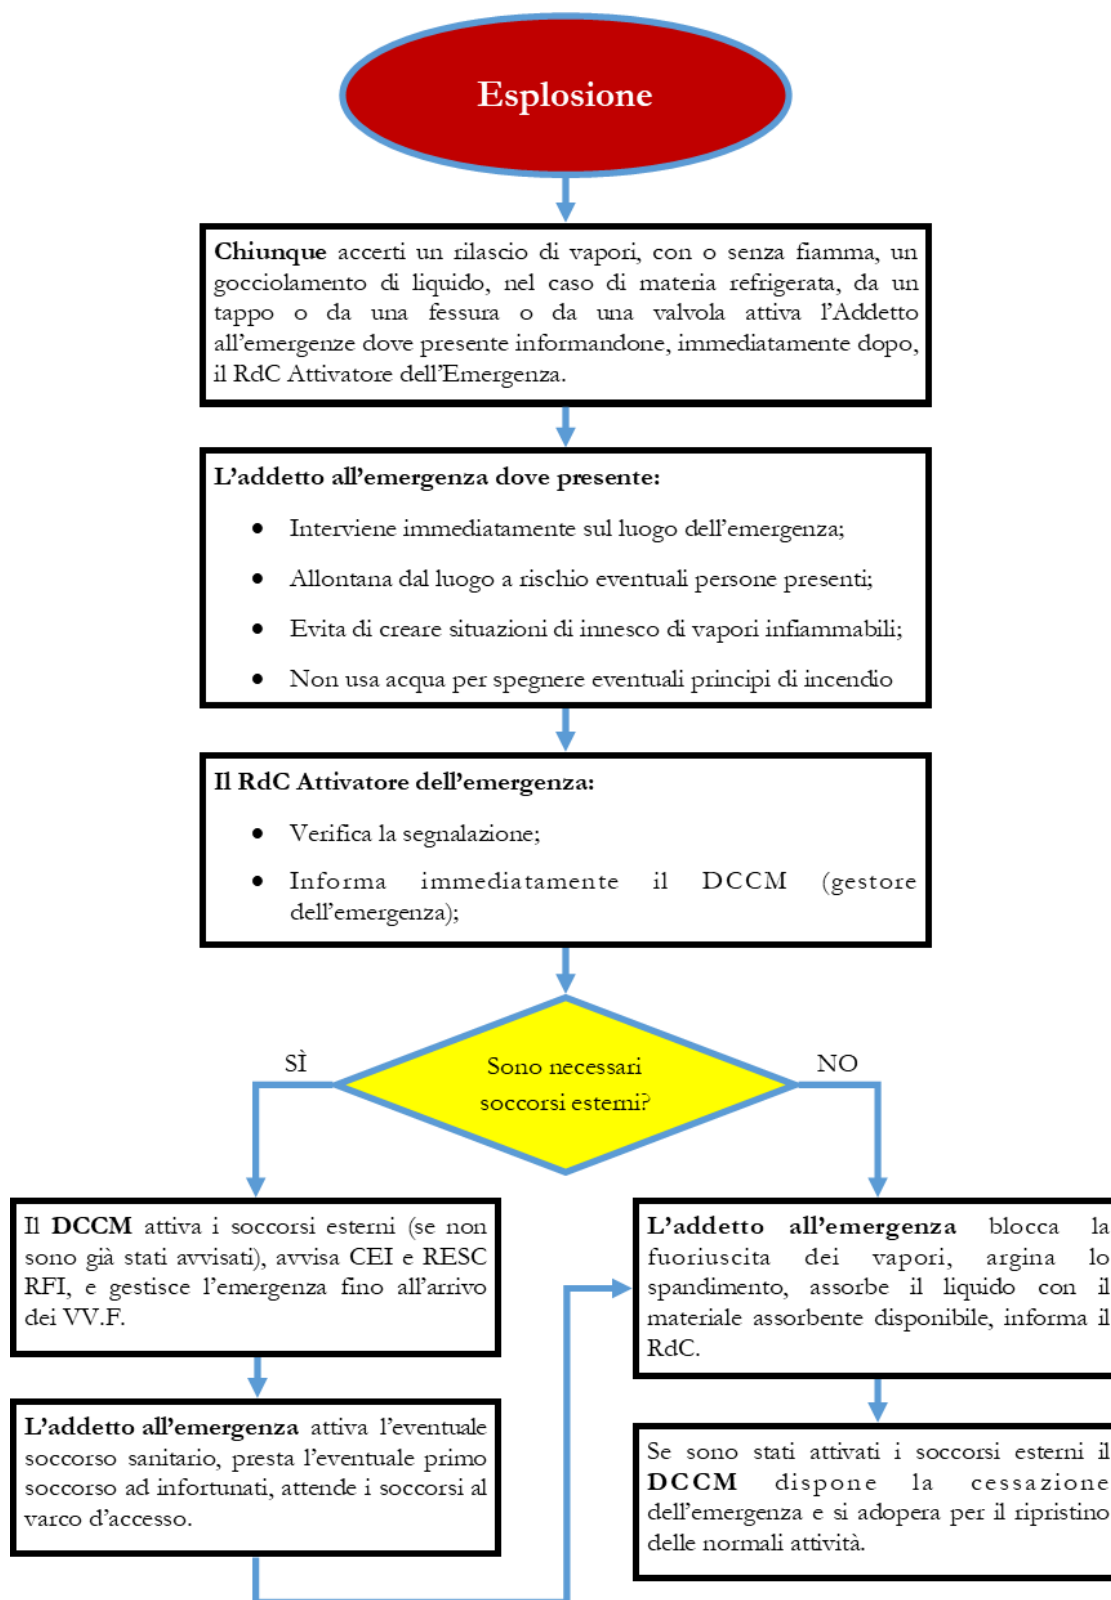 Esplosione
Chiunque accerti un rilascio di vapori, con o senza fiamma, un
gocciolamento di liquido, nel caso di materia refrigerata, da un
tappo o da una fessura o da una valvola attiva l’Addetto
all’emergenze dove presente informandone, immediatamente dopo,
il RdC Attivatore dell’Emergenza.
L’addetto all’emergenza dove presente:
• Interviene immediatamente sul luogo dell’emergenza;
• Allontana dal luogo a rischio eventuali persone presenti;
• Evita di creare situazioni di innesco di vapori infiammabili;
• Non usa acqua per spegnere eventuali principi di incendio
Il RdC Attivatore dell’emergenza:
• Verifica la segnalazione;
• Informa immediatamente il DCCM (gestore
dell’emergenza);
Sono necessari
soccorsi esterni?
SÌ
NO
Il DCCM attiva i soccorsi esterni (se non
sono già stati avvisati), avvisa CEI e RESC
RFI, e gestisce l’emergenza fino all’arrivo
dei VV.F.
L’addetto all’emergenza attiva l’eventuale
soccorso sanitario, presta l’eventuale primo
soccorso ad infortunati, attende i soccorsi al
varco d’accesso.
L’addetto all’emergenza blocca la
fuoriuscita dei vapori, argina lo
spandimento, assorbe il liquido con il
materiale assorbente disponibile, informa il
RdC.
Se sono stati attivati i soccorsi esterni il
DCCM dispone la cessazione
dell’emergenza e si adopera per il ripristino
delle normali attività.